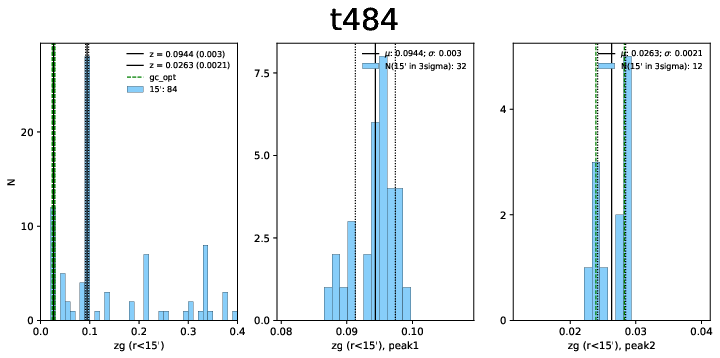 t484
z = 0.0944 (0.003)
z = 0.0263 (0.0021)
gc_opt
15': 84
μ: 0.0944; σ: 0.003
N(15' in 3sigma): 32
μ: 0.0263; σ: 0.0021
N(15' in 3sigma): 12
N
20
10
0
0.0 0.1 0.2 0.3 0.4
zg (r<15')
7.5
5.0
2.5
0.0
0.08 0.09 0.10
zg (r<15'), peak1
4
2
0
0.02 0.03 0.04
zg (r<15'), peak2